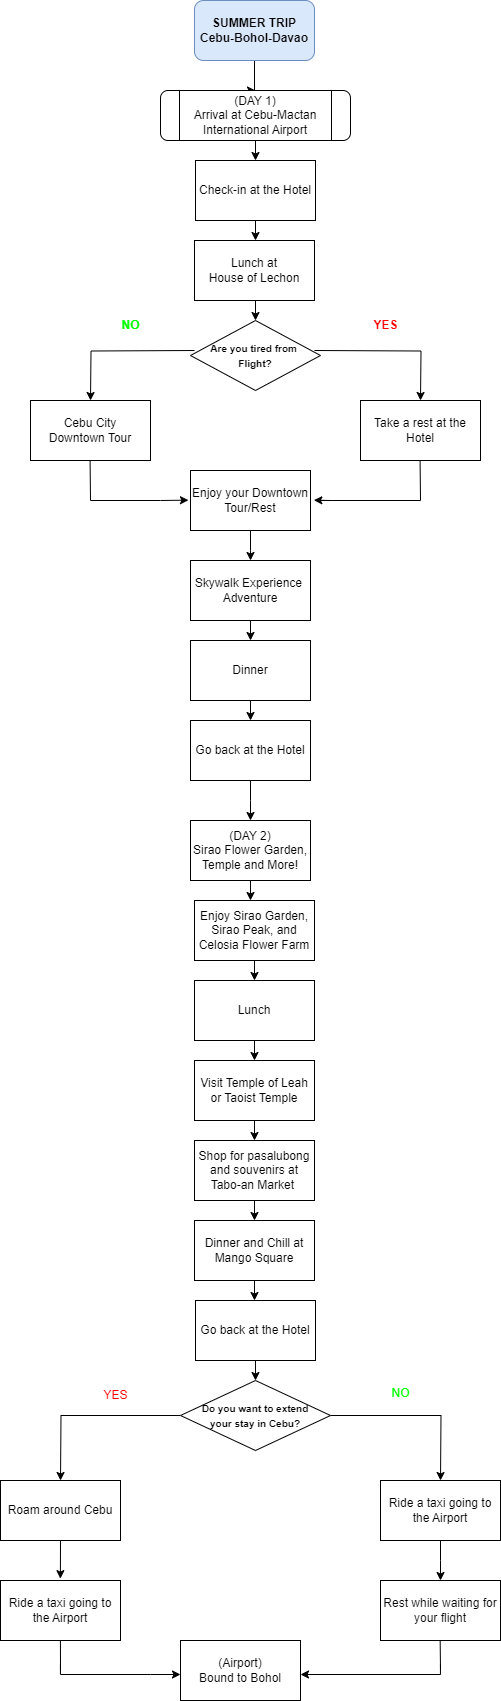 SUMMER TRIP
Cebu-Bohol-Davao
(DAY 1)
Arrival at Cebu-Mactan
International Airport
Check-in at the Hotel
Lunch at
House of Lechon
NO
YES
Are you tired from
Flight?
Cebu City
Downtown Tour
Take a rest at the
Hotel
Enjoy your Downtown
Tour/Rest
Skywalk Experience
Adventure
Dinner
Go back at the Hotel
(DAY 2)
Sirao Flower Garden,
Temple and More!
Enjoy Sirao Garden,
Sirao Peak, and
Celosia Flower Farm
Lunch
Visit Temple of Leah
or Taoist Temple
Shop for pasalubong
and souvenirs at
Tabo-an Market
Dinner and Chill at
Mango Square
Go back at the Hotel
YES
NO
Do you want to extend
your stay in Cebu?
Roam around Cebu
Ride a taxi going to
the Airport
Ride a taxi going to
the Airport
Rest while waiting for
your flight
(Airport)
Bound to Bohol